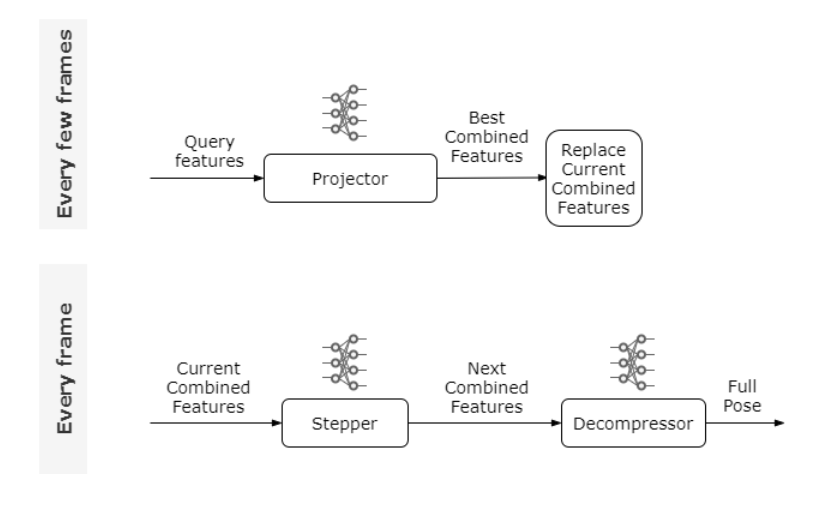 Every few frames
Query
features
Projector
Best
Combined
Features
Replace
Current
Combined
Features
Every frame
Current
Combined
Features
Stepper
Next
Combined
Features
Decompressor
Full
Pose